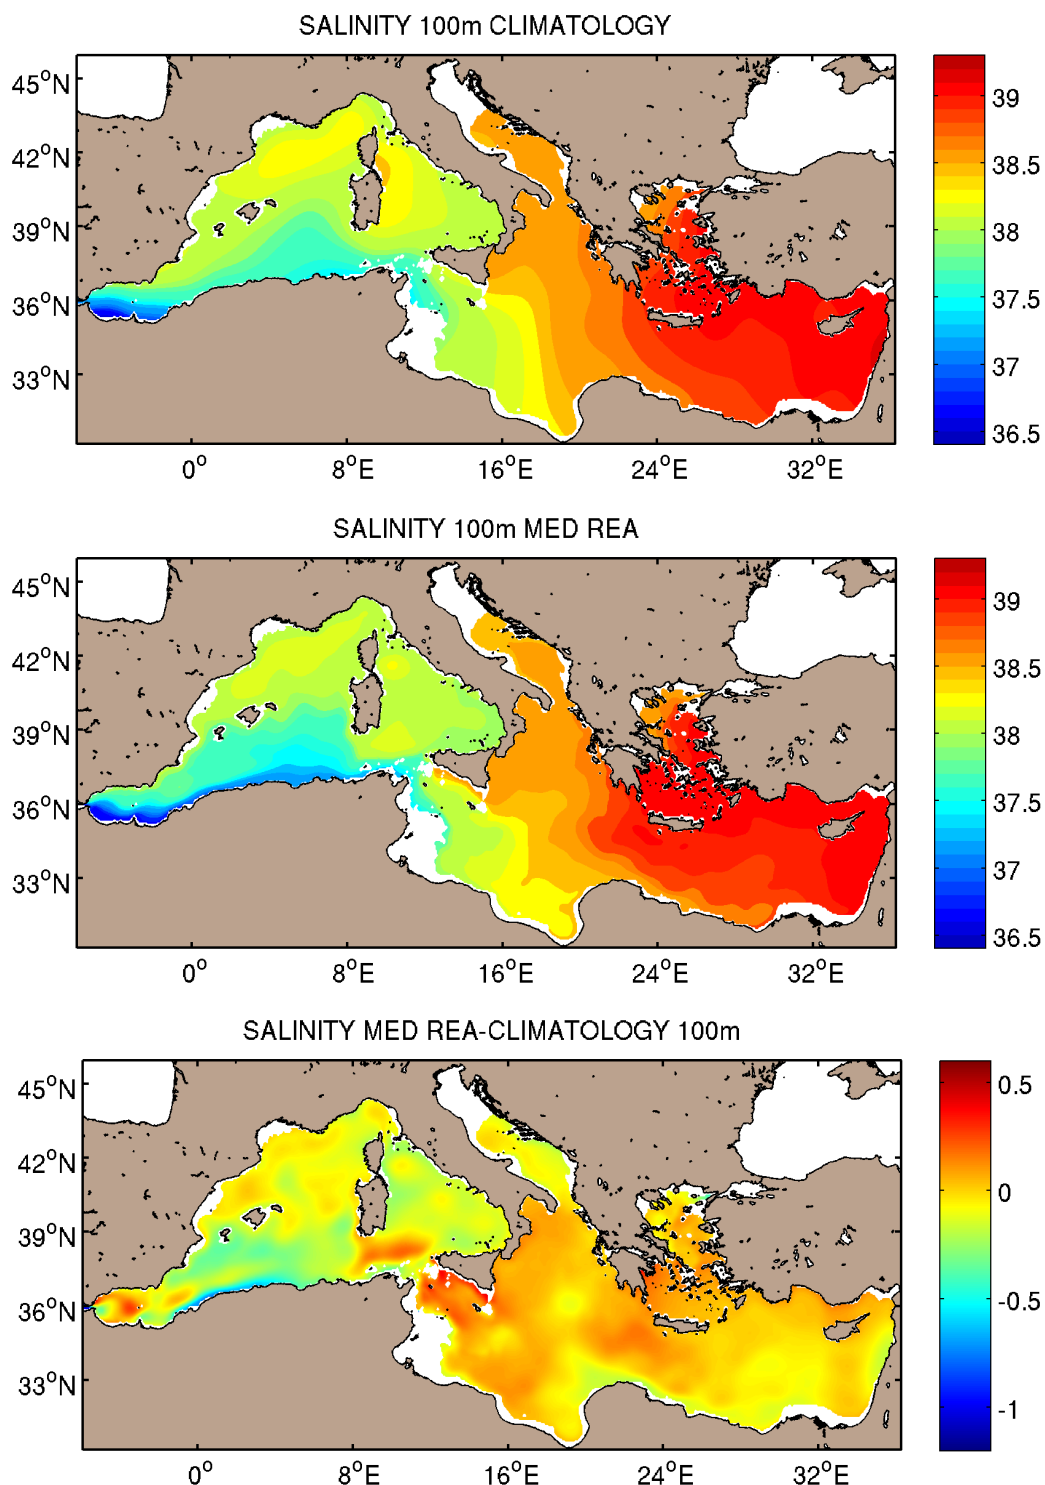 SALINITY 100m CLIMATOLOGY
45°N
42°N
39°N
36°N
33°N
0°
8°E
16°E
24°E
32°E
39
38.5
38
37.5
37
36.5
SALINITY 100m MED REA
45°N
42°N
39°N
36°N
33°N
0°
8°E
16°E
24°E
32°E
39
38.5
38
37.5
37
36.5
SALINITY MED REA-CLIMATOLOGY 100m
45°N
42°N
39°N
36°N
33°N
0°
8°E
16°E
24°E
32°E
0.5
0
-0.5
-1